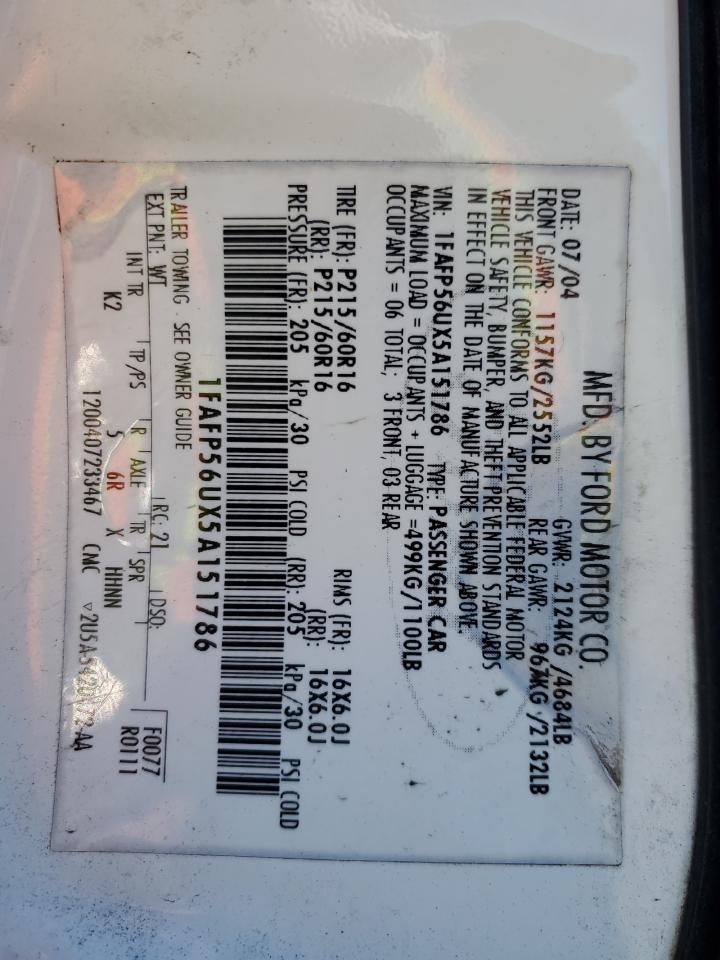 MFD. BY FORD MOTOR CO.
DATE: 07/04 GVWR: 2124KG /4684LB
FRONT GAWR: 1157KG/2552LB REAR GAWR: 967KG /2132LB
THIS VEHICLE CONFORMS TO ALL APPLICABLE FEDERAL MOTOR
VEHICLE SAFETY, BUMPER, AND THEFT PREVENTION STANDARDS
IN EFFECT ON THE DATE OF MANUFACTURE SHOWN ABOVE.
VIN: 1FAFP56UX5A151786 TYPE: PASSENGER CAR
MAXIMUM LOAD = OCCUPANTS + LUGGAGE =499KG/1100LB
OCCUPANTS = 06 TOTAL; 3 FRONT, 03 REAR
TIRE (FR): P215/60R16 RIMS (FR): 16X6.0J
(RR): P215/60R16 (RR): 16X6.0J
PRESSURE (FR): 205 kPa/30 PSI COLD (RR): 205 kPa/30 PSI COLD
1FAFP56UX5A151786
TRAILER TOWING - SEE OWNER GUIDE
EXT PNT: WT RC: 21 DSO: F0077
INT TR TP/PS R AXLE TR SPR R0111
K2 5 6R X HHNN
1200407233467 CMC